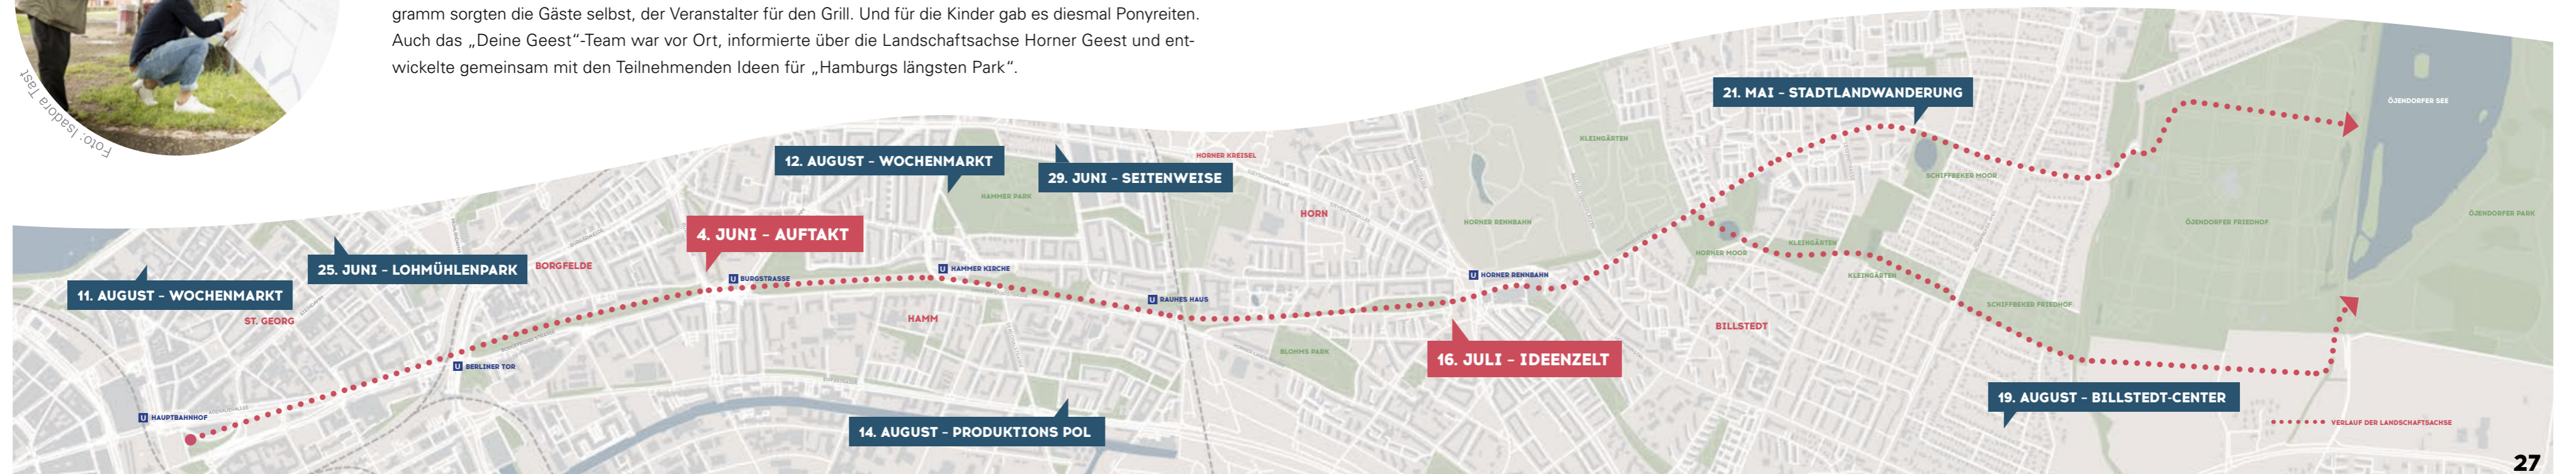 gramm sorgten die Gäste selbst, der Veranstalter für den Grill. Und für die Kinder gab es diesmal Ponyreiten.
Auch das „Deine Geest“-Team war vor Ort, informierte über die Landschaftsachse Horner Geest und ent-
wickelte gemeinsam mit den Teilnehmenden Ideen für „Hamburgs längsten Park“.
Foto: Isadora Tast
21. MAI – STADTLANDWANDERUNG
ÖJENDORFER SEE
KLEINGÄRTEN
12. AUGUST – WOCHENMARKT
HORNER KREISEL
29. JUNI – SEITENWEISE
SCHIFFBEKER MOOR
HAMMER PARK
HORN
HORNER RENNBAHN
ÖJENDORFER FRIEDHOF
ÖJENDORFER PARK
4. JUNI – AUFTAKT
KLEINGÄRTEN
HORNER MOOR
25. JUNI – LOHMÜHLENPARK
BORGFELDE
U BURGSTRASSE
U HAMMER KIRCHE
U HORNER RENNBAHN
KLEINGÄRTEN
11. AUGUST – WOCHENMARKT
U RAUHES HAUS
SCHIFFBEKER FRIEDHOF
ST. GEORG
HAMM
BILLSTEDT
BLOHMS PARK
16. JULI – IDEENZELT
U BERLINER TOR
19. AUGUST – BILLSTEDT-CENTER
U HAUPTBAHNHOF
14. AUGUST – PRODUKTIONS POL
VERLAUF DER LANDSCHAFTSACHSE
27